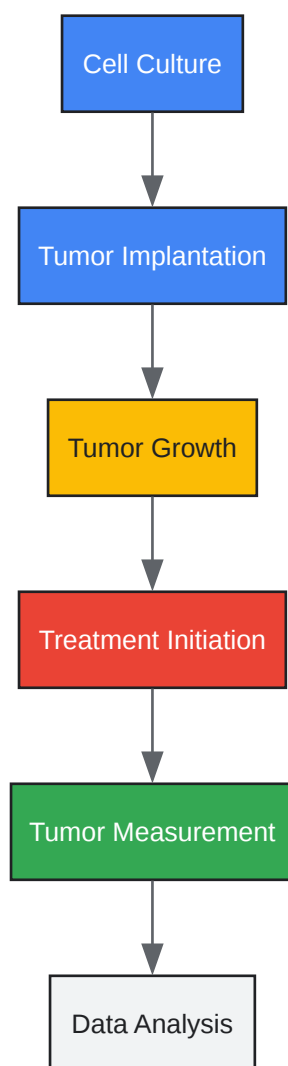 Cell Culture
Tumor Implantation
Tumor Growth
Treatment Initiation
Tumor Measurement
Data Analysis